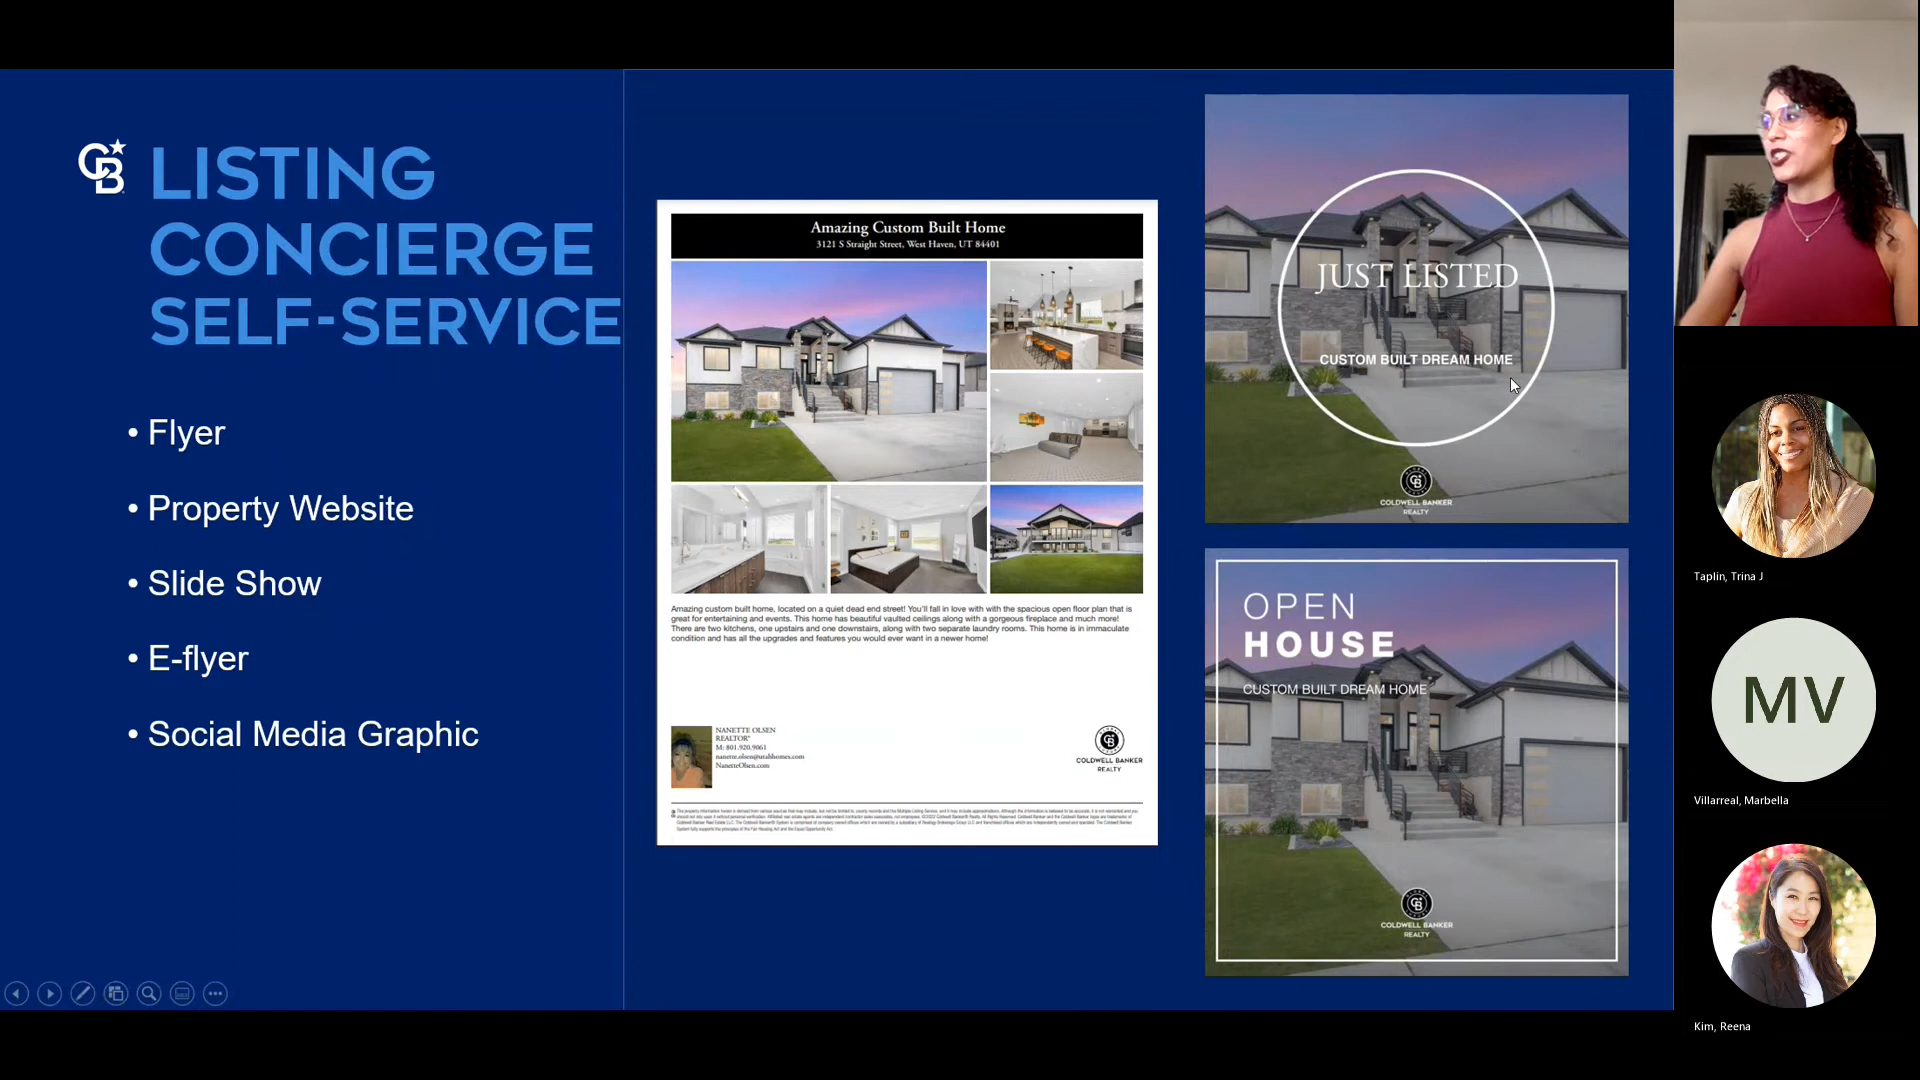 CB
LISTING
CONCIERGE
SELF-SERVICE
• Flyer
• Property Website
• Slide Show
• E-flyer
• Social Media Graphic
Amazing Custom Built Home
3121 S Straight Street, West Haven, UT 84401
Amazing custom built home, located on a quiet dead end street! You'll fall in love with with the spacious open floor plan that is
great for entertaining and events. This home has beautiful vaulted ceilings along with a gorgeous fireplace and much more!
There are two kitchens, one upstairs and one downstairs, along with two separate laundry rooms. This home is in immaculate
condition and has all the upgrades and features you would ever want in a newer home!
NANETTE OLSEN
REALTOR®
M: 801.920.9061
nanette.olsen@utahhomes.com
NanetteOlsen.com
COLDWELL BANKER
REALTY
JUST LISTED
CUSTOM BUILT DREAM HOME
COLDWELL BANKER
REALTY
OPEN
HOUSE
CUSTOM BUILT DREAM HOME
COLDWELL BANKER
REALTY
Taplin, Trina J
MV
Villarreal, Marbella
Kim, Reena